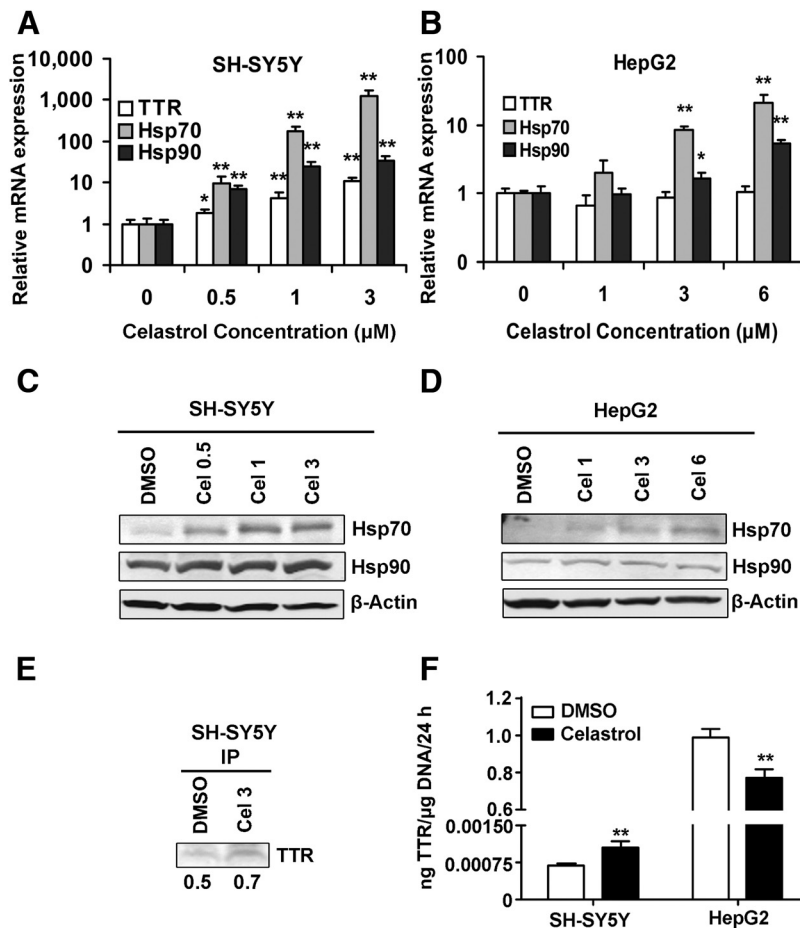 A
SH-SY5Y
Relative mRNA expression
10,000
1,000
100
10
1
0
TTR
Hsp70
Hsp90
* ** **
** ** **
** ** **
0 0.5 1 3
Celastrol Concentration (µM)
B
HepG2
Relative mRNA expression
100
10
1
0
TTR
Hsp70
Hsp90
** *
** **
0 1 3 6
Celastrol Concentration (µM)
C
SH-SY5Y
DMSO Cel 0.5 Cel 1 Cel 3
Hsp70
Hsp90
β-Actin
D
HepG2
DMSO Cel 1 Cel 3 Cel 6
Hsp70
Hsp90
β-Actin
E
SH-SY5Y
IP
DMSO Cel 3
TTR
0.5 0.7
F
ng TTR/µg DNA/24 h
1.2
1.0
0.8
0.6
0.00150
0.00075
0
DMSO
Celastrol
**
**
SH-SY5Y HepG2